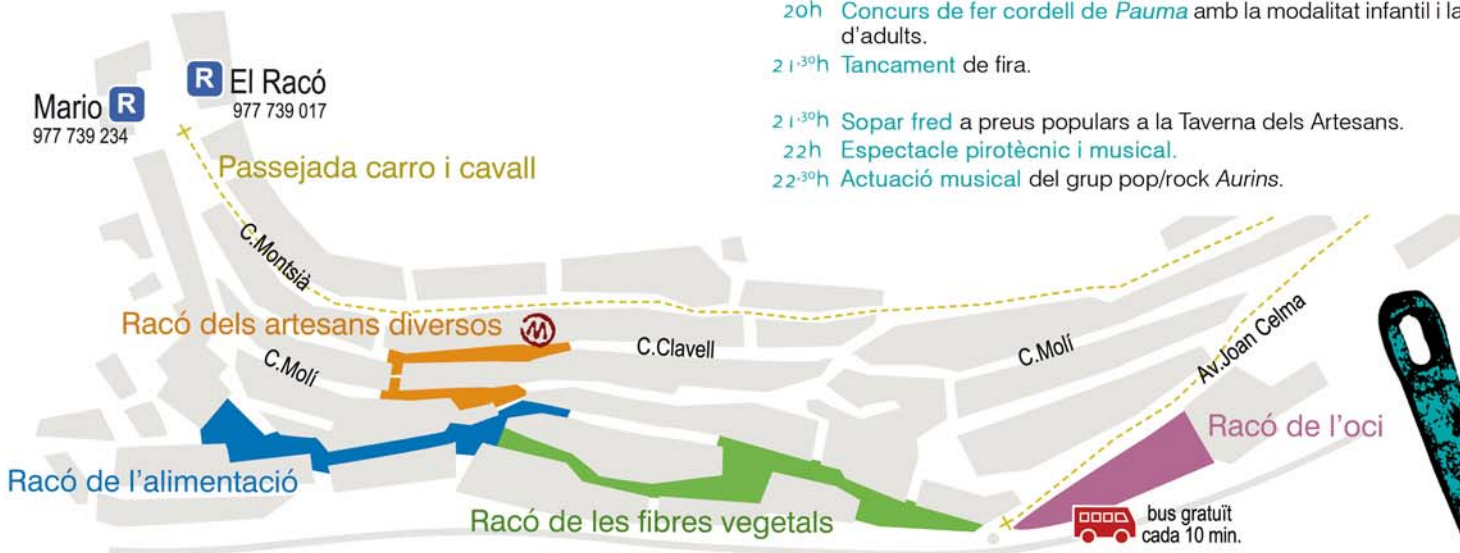 20h Concurs de fer cordell de Pauma amb la modalitat infantil i la
d'adults.
21.30h Tancament de fira.
21.30h Sopar fred a preus populars a la Taverna dels Artesans.
22h Espectacle pirotècnic i musical.
22.30h Actuació musical del grup pop/rock Aurins.
R El Racó
977 739 017
Mario R
977 739 234
Passejada carro i cavall
C.Montsià
Racó dels artesans diversos M
C.Clavell
C.Molí
C.Molí
Av.Joan Celma
Racó de l'oci
Racó de l'alimentació
Racó de les fibres vegetals
bus gratuït
cada 10 min.